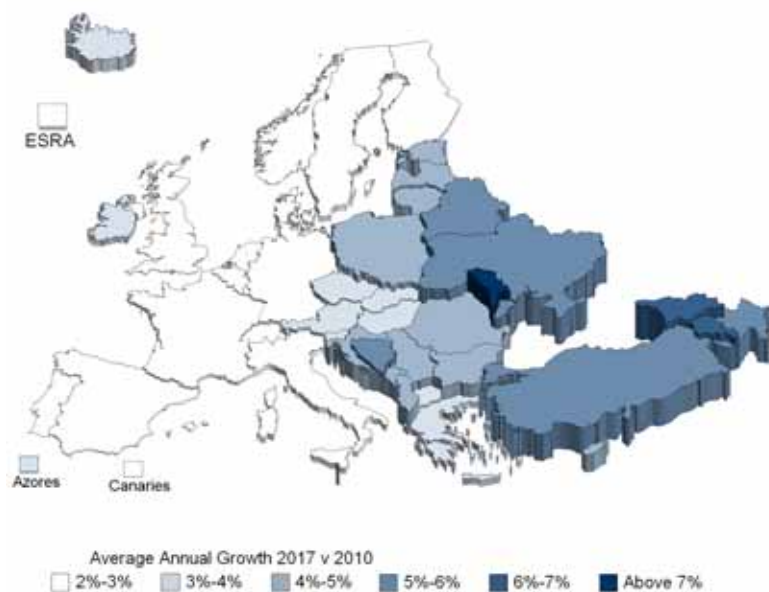 ESRA
Azores
Canaries
Average Annual Growth 2017 v 2010
2%-3% 3%-4% 4%-5% 5%-6% 6%-7% Above 7%